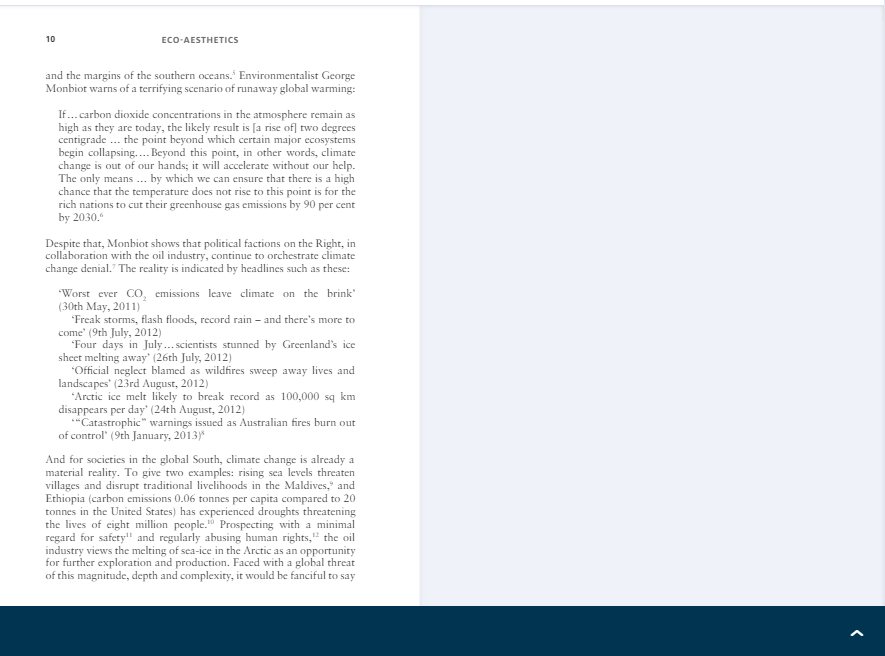 10
ECO-AESTHETICS
and the margins of the southern oceans.⁵ Environmentalist George
Monbiot warns of a terrifying scenario of runaway global warming:
If … carbon dioxide concentrations in the atmosphere remain as
high as they are today, the likely result is [a rise of] two degrees
centigrade … the point beyond which certain major ecosystems
begin collapsing.… Beyond this point, in other words, climate
change is out of our hands; it will accelerate without our help.
The only means … by which we can ensure that there is a high
chance that the temperature does not rise to this point is for the
rich nations to cut their greenhouse gas emissions by 90 per cent
by 2030.⁶
Despite that, Monbiot shows that political factions on the Right, in
collaboration with the oil industry, continue to orchestrate climate
change denial.⁷ The reality is indicated by headlines such as these:
‘Worst ever CO₂ emissions leave climate on the brink’
(30th May, 2011)
‘Freak storms, flash floods, record rain – and there’s more to
come’ (9th July, 2012)
‘Four days in July … scientists stunned by Greenland’s ice
sheet melting away’ (26th July, 2012)
‘Official neglect blamed as wildfires sweep away lives and
landscapes’ (23rd August, 2012)
‘Arctic ice melt likely to break record as 100,000 sq km
disappears per day’ (24th August, 2012)
‘“Catastrophic” warnings issued as Australian fires burn out
of control’ (9th January, 2013)⁸
And for societies in the global South, climate change is already a
material reality. To give two examples: rising sea levels threaten
villages and disrupt traditional livelihoods in the Maldives,⁹ and
Ethiopia (carbon emissions 0.06 tonnes per capita compared to 20
tonnes in the United States) has experienced droughts threatening
the lives of eight million people.¹⁰ Prospecting with a minimal
regard for safety¹¹ and regularly abusing human rights,¹² the oil
industry views the melting of sea-ice in the Arctic as an opportunity
for further exploration and production. Faced with a global threat
of this magnitude, depth and complexity, it would be fanciful to say